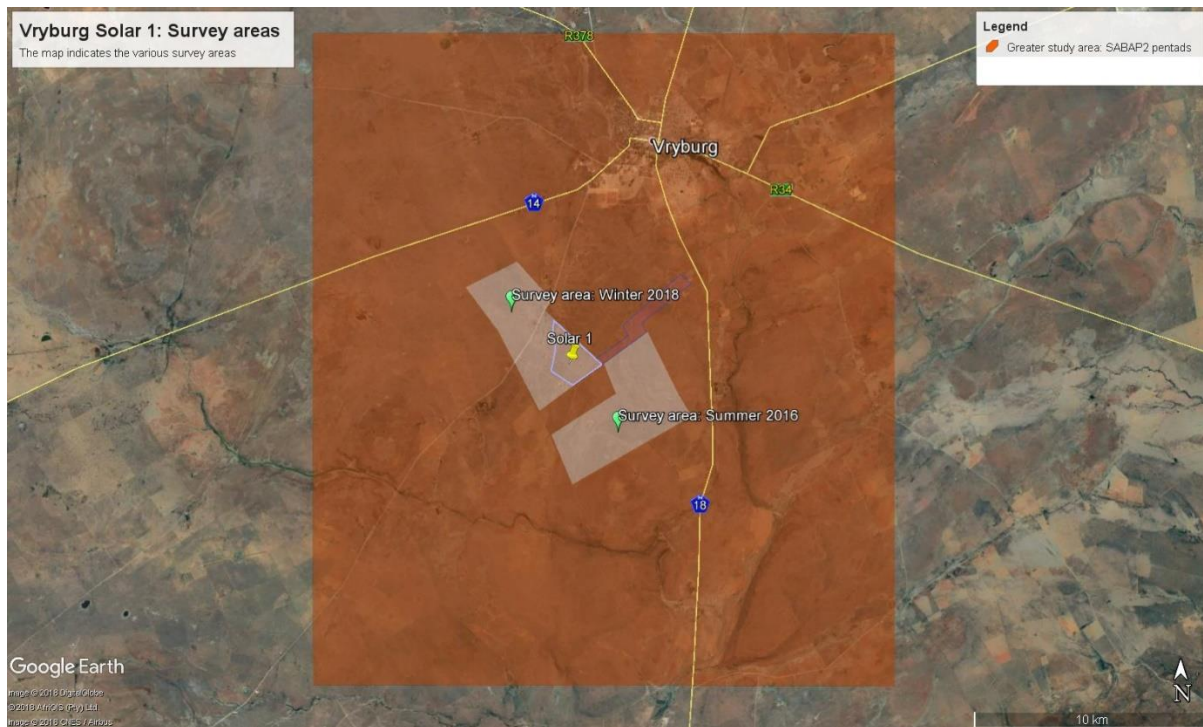 Vryburg Solar 1: Survey areas
The map indicates the various survey areas
Legend
Greater study area: SABAP2 pentads
R378
Vryburg
R34
14
Survey area: Winter 2018
Solar 1
Survey area: Summer 2016
18
Google Earth
Image © 2018 DigitalGlobe
© 2018 AfriGIS (Pty) Ltd.
Image © 2018 CNES / Airbus
N
10 km